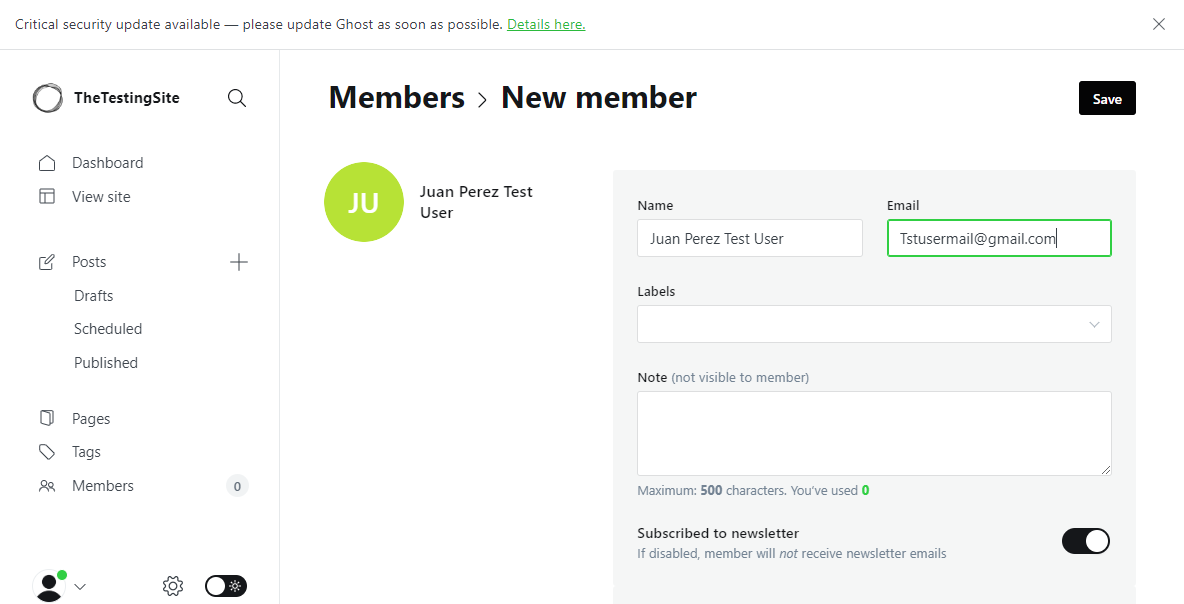 Critical security update available — please update Ghost as soon as possible. Details here.
TheTestingSite
Dashboard
View site
Posts
Drafts
Scheduled
Published
Pages
Tags
Members 0
Members > New member
Save
JU
Juan Perez Test
User
Name
Juan Perez Test User
Email
Tstusermail@gmail.com
Labels
Note (not visible to member)
Maximum: 500 characters. You've used 0
Subscribed to newsletter
If disabled, member will not receive newsletter emails